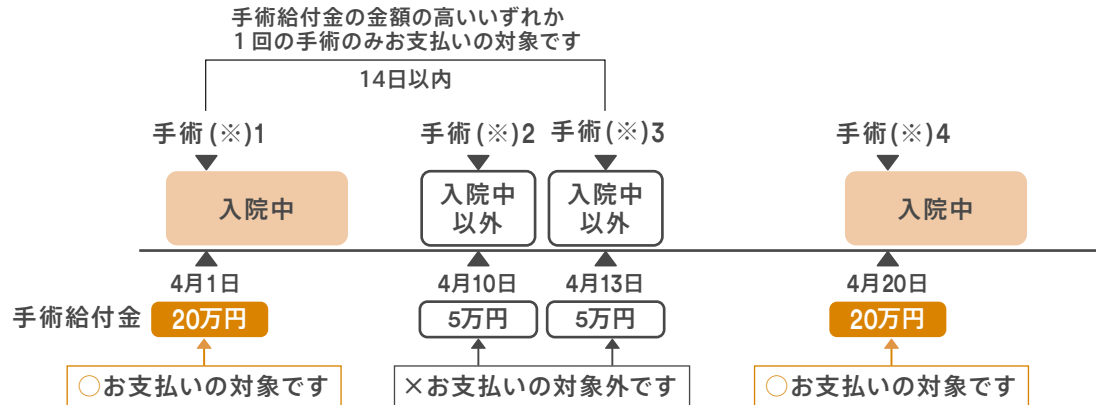 手術給付金の金額の高いいずれか
1回の手術のみお支払いの対象です
14日以内
手術(※)1
手術(※)2
手術(※)3
手術(※)4
入院中
入院中
以外
入院中
以外
入院中
4月1日
4月10日
4月13日
4月20日
手術給付金
20万円
5万円
5万円
20万円
○お支払いの対象です
×お支払いの対象外です
○お支払いの対象です